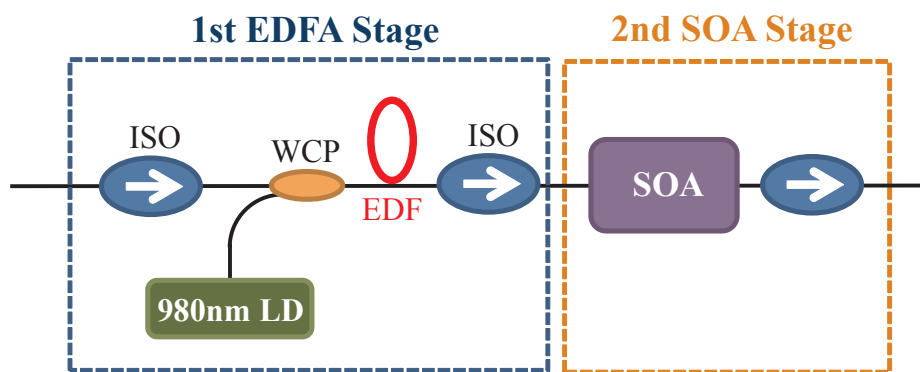 1st EDFA Stage
2nd SOA Stage
ISO
WCP
ISO
SOA
EDF
980nm LD